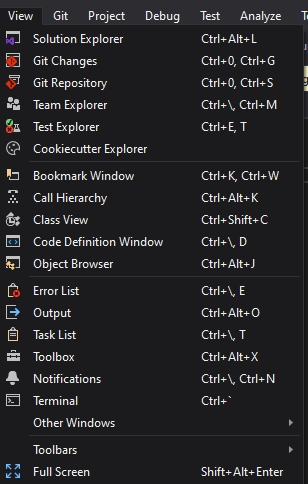 View Git Project Debug Test Analyze
Solution Explorer Ctrl+Alt+L
Git Changes Ctrl+0, Ctrl+G
Git Repository Ctrl+0, Ctrl+S
Team Explorer Ctrl+\, Ctrl+M
Test Explorer Ctrl+E, T
Cookiecutter Explorer
Bookmark Window Ctrl+K, Ctrl+W
Call Hierarchy Ctrl+Alt+K
Class View Ctrl+Shift+C
Code Definition Window Ctrl+\, D
Object Browser Ctrl+Alt+J
Error List Ctrl+\, E
Output Ctrl+Alt+O
Task List Ctrl+\, T
Toolbox Ctrl+Alt+X
Notifications Ctrl+\, Ctrl+N
Terminal Ctrl+`
Other Windows
Toolbars
Full Screen Shift+Alt+Enter